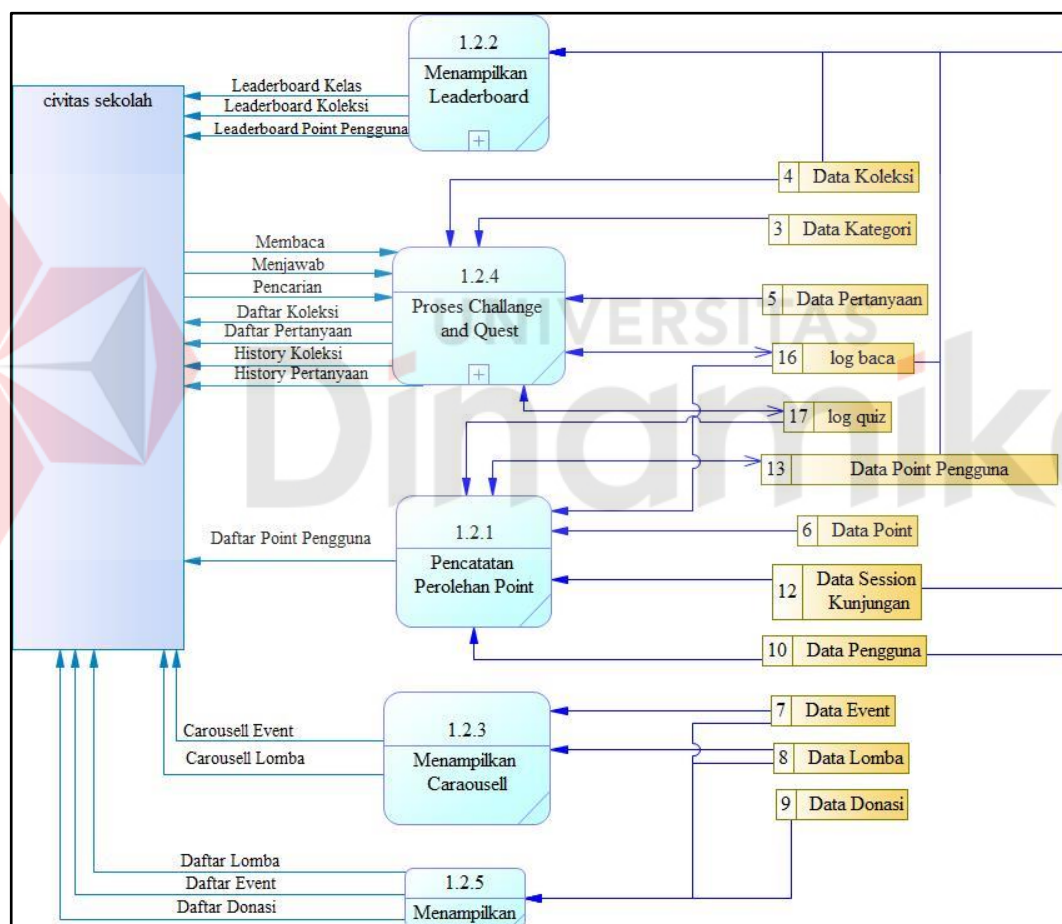 1.2.2
Menampilkan
Leaderboard
civitas sekolah
Leaderboard Kelas
Leaderboard Koleksi
Leaderboard Point Pengguna
4 Data Koleksi
3 Data Kategori
Membaca
Menjawab
Pencarian
Daftar Koleksi
Daftar Pertanyaan
History Koleksi
History Pertanyaan
1.2.4
Proses Challange
and Quest
5 Data Pertanyaan
16 log baca
17 log quiz
13 Data Point Pengguna
UNIVERSITAS
Dinamika
Daftar Point Pengguna
1.2.1
Pencatatan
Perolehan Point
6 Data Point
12 Data Session
Kunjungan
10 Data Pengguna
Carousell Event
Carousell Lomba
1.2.3
Menampilkan
Caraousell
7 Data Event
8 Data Lomba
9 Data Donasi
Daftar Lomba
Daftar Event
Daftar Donasi
1.2.5
Menampilkan